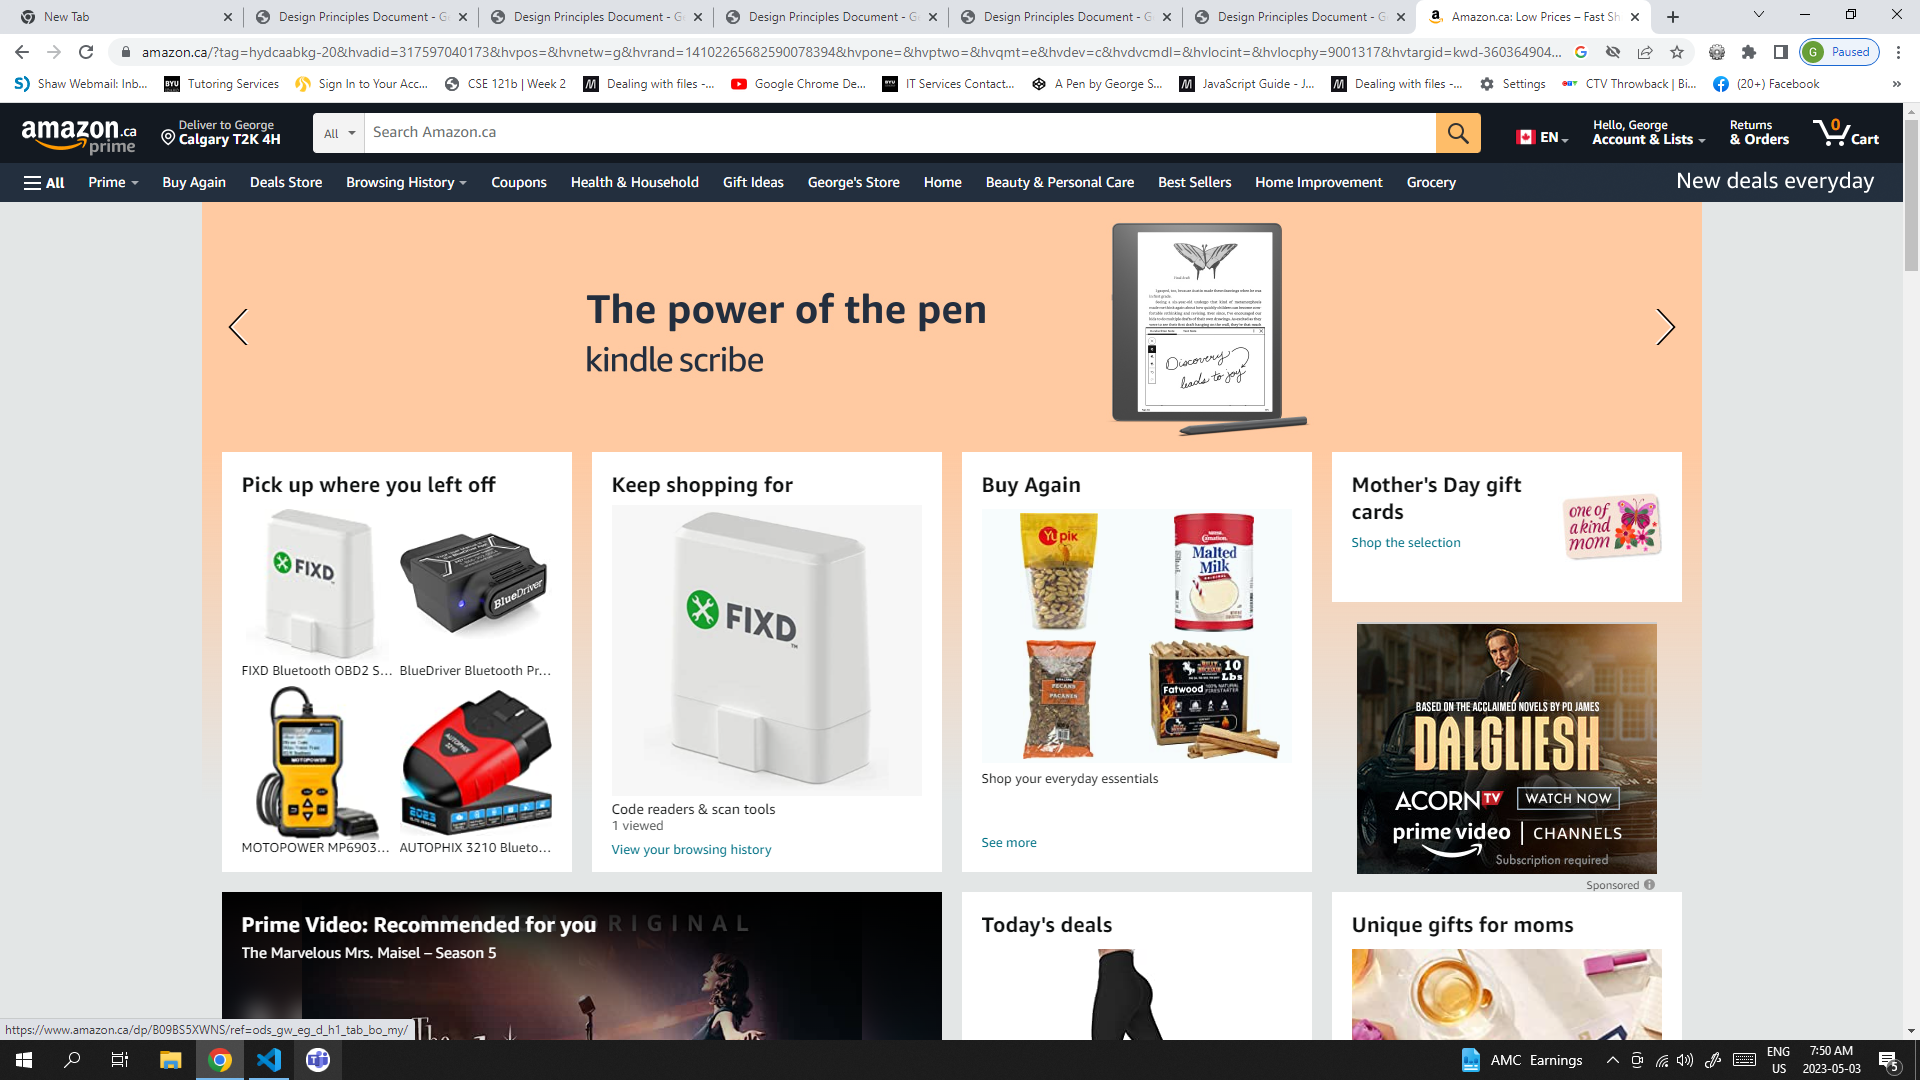 New Tab
Design Principles Document - G
Design Principles Document - G
Design Principles Document - G
Design Principles Document - G
Design Principles Document - G
Amazon.ca: Low Prices – Fast Sh
amazon.ca/?tag=hydcaabkg-20&hvadid=317597040173&hvpos=&hvnetw=g&hvrand=14102265682590078394&hvpone=&hvptwo=&hvqmt=e&hvdev=c&hvdvcmdl=&hvlocint=&hvlocphy=9001317&hvtargid=kwd-360364904...
G Paused
Shaw Webmail: Inb...
Tutoring Services
Sign In to Your Acc...
CSE 121b | Week 2
Dealing with files -...
Google Chrome De...
IT Services Contact...
A Pen by George S...
JavaScript Guide - J...
Dealing with files -...
Settings
CTV Throwback | Bi...
(20+) Facebook
»
amazon.ca
prime
Deliver to George
Calgary T2K 4H
All
Search Amazon.ca
EN
Hello, George
Account & Lists
Returns
& Orders
0
Cart
All
Prime
Buy Again
Deals Store
Browsing History
Coupons
Health & Household
Gift Ideas
George's Store
Home
Beauty & Personal Care
Best Sellers
Home Improvement
Grocery
New deals everyday
The power of the pen
kindle scribe
Discovery
leads to joy
Pick up where you left off
FIXD
BlueDriver
FIXD Bluetooth OBD2 S...
BlueDriver Bluetooth Pr...
AUTOPHIX
3210
2023
MOTOPOWER MP6903...
AUTOPHIX 3210 Blueto...
Keep shopping for
FIXD
Code readers & scan tools
1 viewed
View your browsing history
Buy Again
Yupik
Carnation
Malted
Milk
ORIGINAL
PECANS
PACANES
10
Lbs
Fatwood
Shop your everyday essentials
See more
Mother's Day gift
cards
Shop the selection
one of
a kind
mom
BASED ON THE ACCLAIMED NOVELS BY PD JAMES
DALGLIESH
ACORN TV
WATCH NOW
prime video | CHANNELS
Subscription required
Sponsored
Prime Video: Recommended for you
ORIGINAL
The Marvelous Mrs. Maisel – Season 5
Today's deals
Unique gifts for moms
https://www.amazon.ca/dp/B09BS5XWNS/ref=ods_gw_eg_d_h1_tab_bo_my/
AMC Earnings
ENG
US
7:50 AM
2023-05-03
5